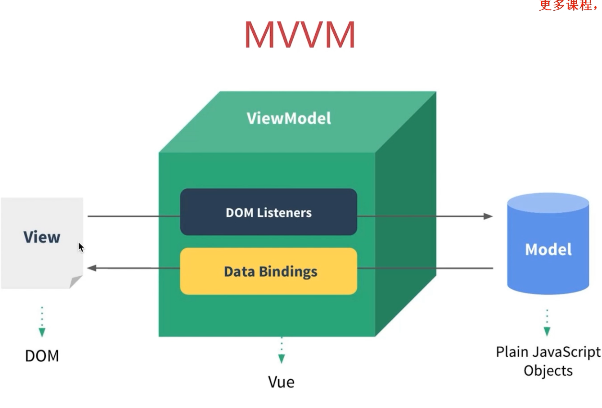 更多课程，
MVVM
ViewModel
DOM Listeners
View
Data Bindings
Model
DOM
Vue
Plain JavaScript
Objects